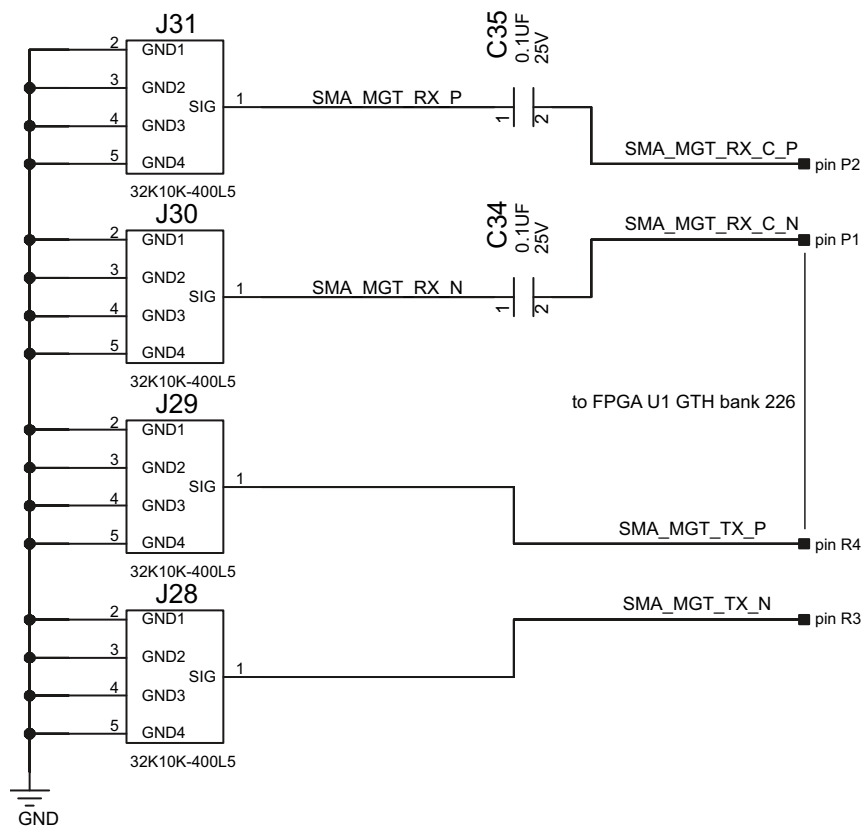 J31
2 GND1
3 GND2
SIG 1 SMA_MGT_RX_P
4 GND3
5 GND4
32K10K-400L5
C35
0.1UF
25V
1 2
SMA_MGT_RX_C_P
pin P2
J30
2 GND1
3 GND2
SIG 1 SMA_MGT_RX_N
4 GND3
5 GND4
32K10K-400L5
C34
0.1UF
25V
1 2
SMA_MGT_RX_C_N
pin P1
to FPGA U1 GTH bank 226
J29
2 GND1
3 GND2
SIG 1
4 GND3
5 GND4
32K10K-400L5
SMA_MGT_TX_P
pin R4
J28
2 GND1
3 GND2
SIG 1
4 GND3
5 GND4
32K10K-400L5
SMA_MGT_TX_N
pin R3
GND